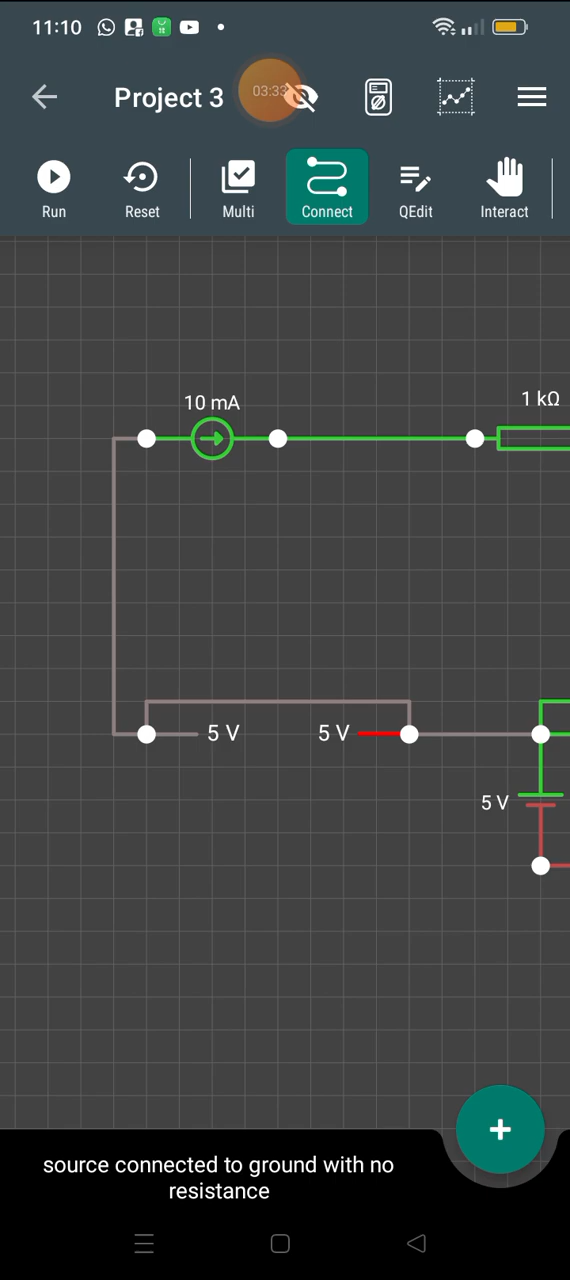 11:10
Project 3
03:33
Run
Reset
Multi
Connect
QEdit
Interact
10 mA
1 kΩ
5 V
5 V
5 V
source connected to ground with no
resistance